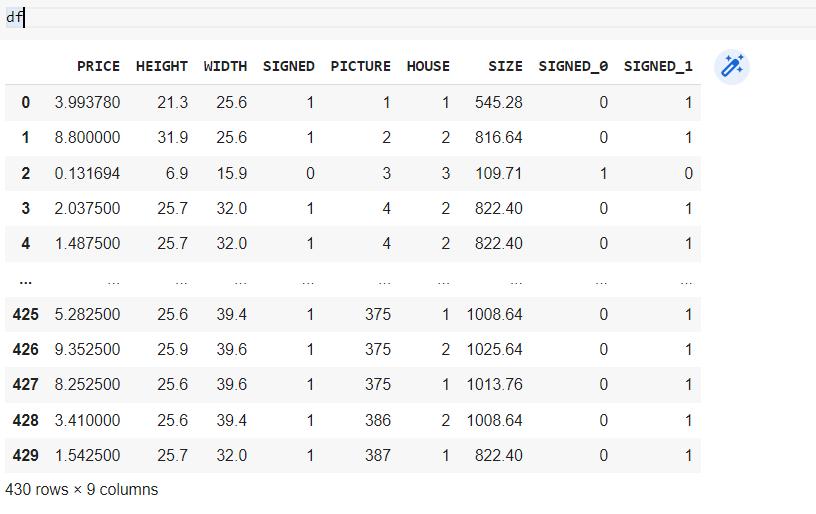 df
PRICE HEIGHT WIDTH SIGNED PICTURE HOUSE SIZE SIGNED_0 SIGNED_1
0 3.993780 21.3 25.6 1 1 1 545.28 0 1
1 8.800000 31.9 25.6 1 2 2 816.64 0 1
2 0.131694 6.9 15.9 0 3 3 109.71 1 0
3 2.037500 25.7 32.0 1 4 2 822.40 0 1
4 1.487500 25.7 32.0 1 4 2 822.40 0 1
... ... ... ... ... ... ... ... ... ...
425 5.282500 25.6 39.4 1 375 1 1008.64 0 1
426 9.352500 25.9 39.6 1 375 2 1025.64 0 1
427 8.252500 25.6 39.6 1 375 1 1013.76 0 1
428 3.410000 25.6 39.4 1 386 2 1008.64 0 1
429 1.542500 25.7 32.0 1 387 1 822.40 0 1
430 rows × 9 columns